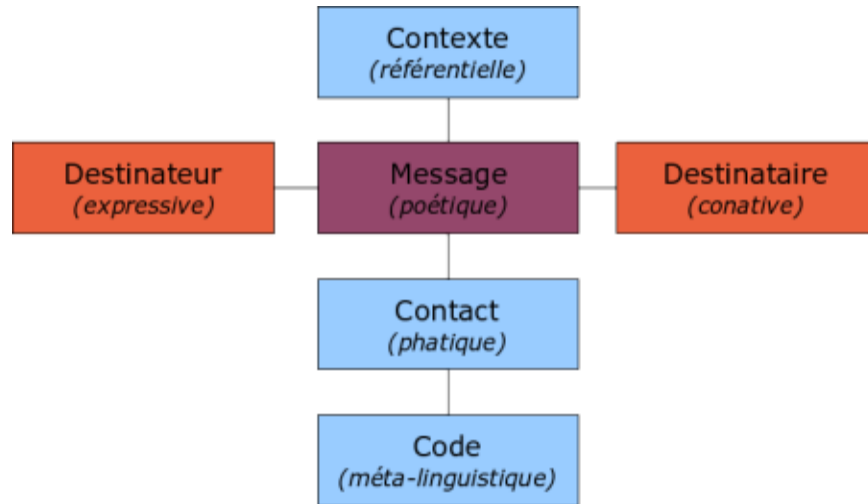 Contexte
(référentielle)
Destinateur
(expressive)
Message
(poétique)
Destinataire
(conative)
Contact
(phatique)
Code
(méta-linguistique)